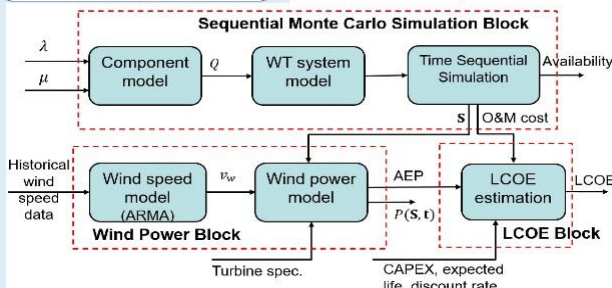 Sequential Monte Carlo Simulation Block
λ
μ
Component
model
Q
WT system
model
Time Sequential
Simulation
Availability
S
O&M cost
Historical
wind
speed
data
Wind speed
model
(ARMA)
v_w
Wind power
model
AEP
P(S, t)
LCOE
estimation
LCOE
Wind Power Block
LCOE Block
Turbine spec.
CAPEX, expected
life, discount rate